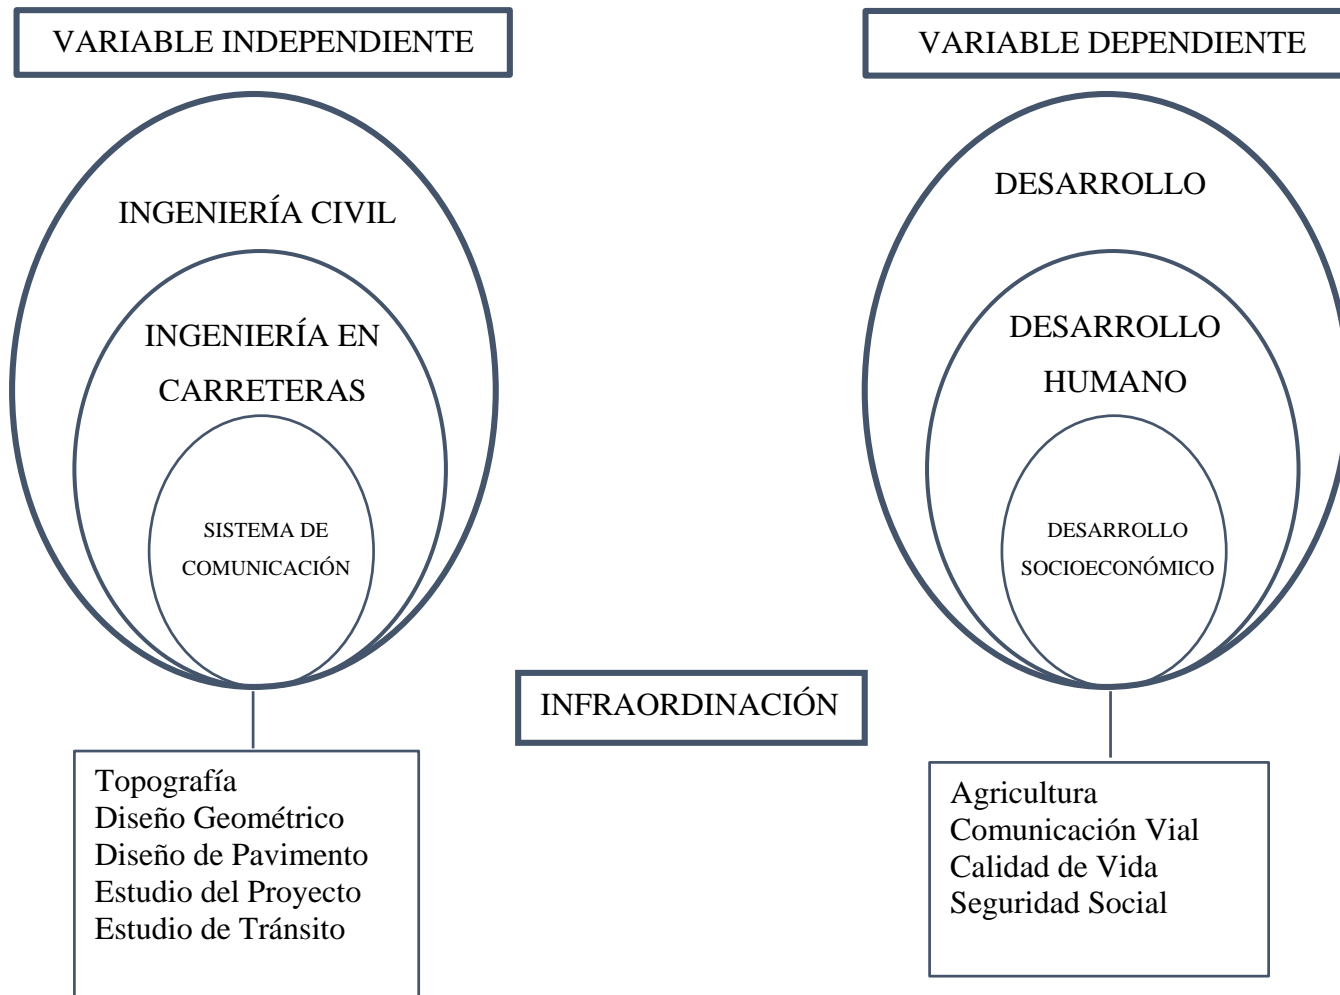 VARIABLE INDEPENDIENTE
INGENIERÍA CIVIL
INGENIERÍA EN
CARRETERAS
SISTEMA DE
COMUNICACIÓN
Topografía
Diseño Geométrico
Diseño de Pavimento
Estudio del Proyecto
Estudio de Tránsito
INFRAORDINACIÓN
VARIABLE DEPENDIENTE
DESARROLLO
DESARROLLO
HUMANO
DESARROLLO
SOCIOECONÓMICO
Agricultura
Comunicación Vial
Calidad de Vida
Seguridad Social